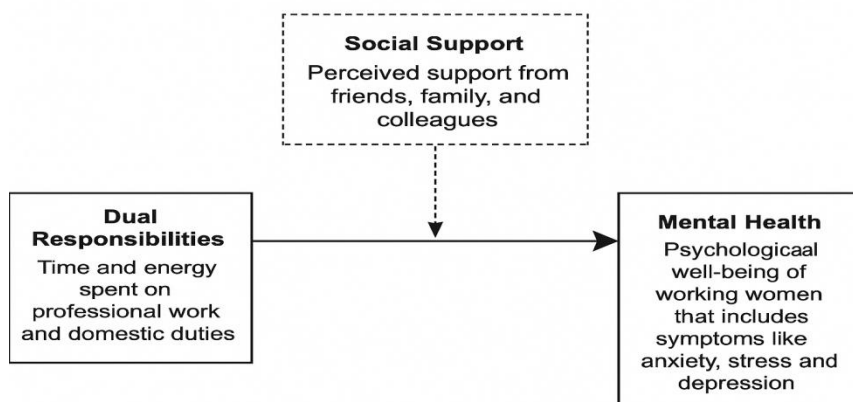 Social Support
Perceived support from
friends, family, and
colleagues
Dual
Responsibilities
Time and energy
spent on
professional work
and domestic duties
Mental Health
Psychologicaal
well-being of
working women
that includes
symptoms like
anxiety, stress and
depression